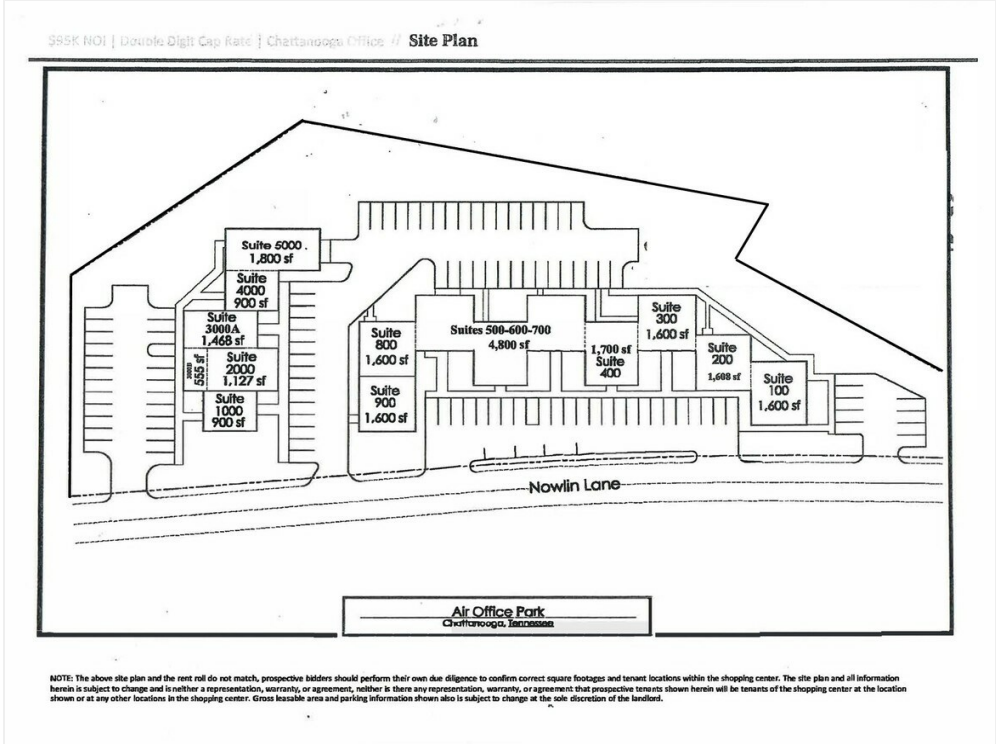 $95K NOI | Double Digit Cap Rate | Chattanooga Office // Site Plan
Suite 5000
1,800 sf
Suite
4000
900 sf
Suite
3000A
1,468 sf
555 sf
Suite
2000
1,127 sf
Suite
1000
900 sf
Suite
800
1,600 sf
Suite
900
1,600 sf
Suites 500-600-700
4,800 sf
1,700 sf
Suite
400
Suite
300
1,600 sf
Suite
200
1,608 sf
Suite
100
1,600 sf
Nowlin Lane
Air Office Park
Chattanooga, Tennessee
NOTE: The above site plan and the rent roll do not match, prospective bidders should perform their own due diligence to confirm correct square footages and tenant locations within the shopping center. The site plan and all information
herein is subject to change and is neither a representation, warranty, or agreement, neither is there any representation, warranty, or agreement that prospective tenants shown herein will be tenants of the shopping center at the location
shown or at any other locations in the shopping center. Gross leasable area and parking information shown also is subject to change at the sole discretion of the landlord.